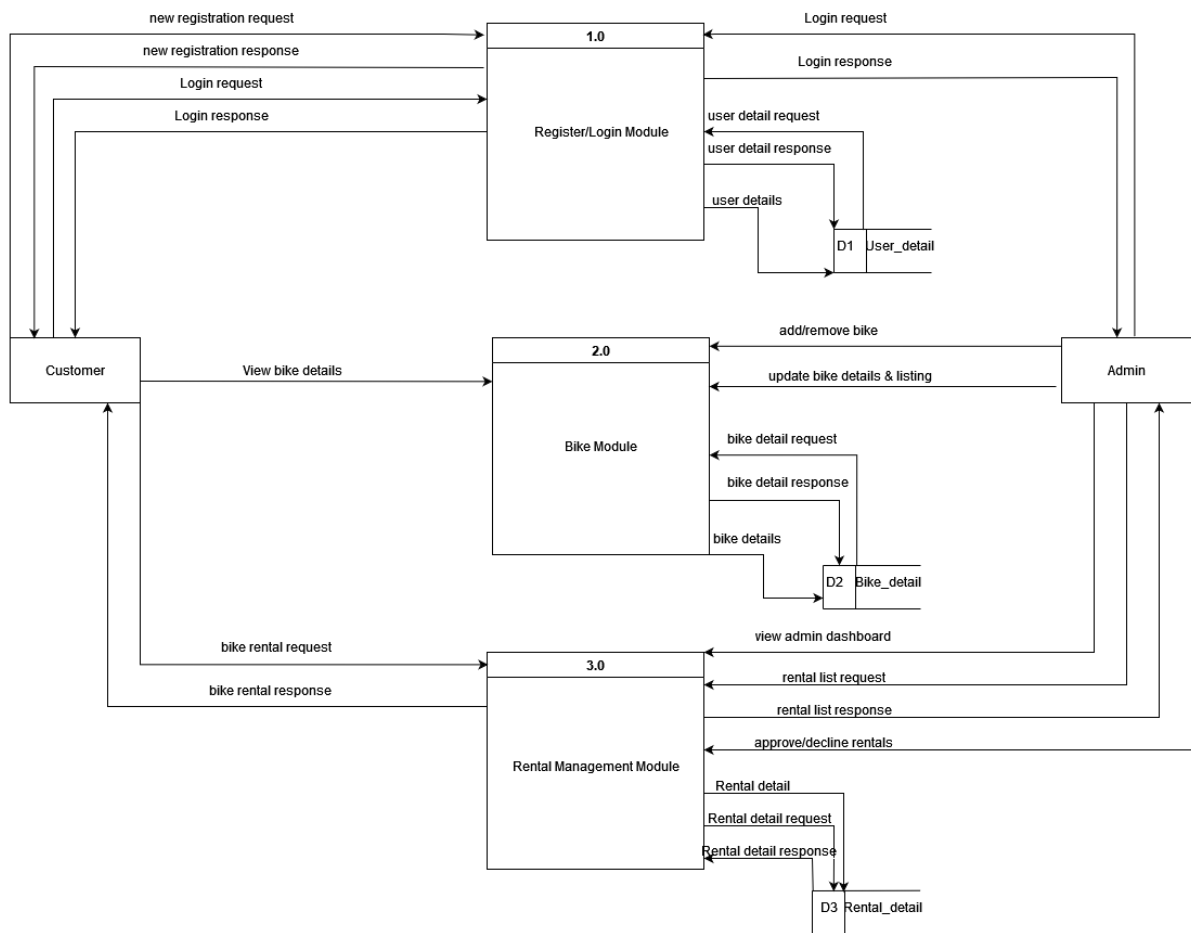 new registration request
Login request
1.0
new registration response
Login response
Login request
Login response
user detail request
Register/Login Module
user detail response
user details
D1 User_detail
add/remove bike
2.0
Customer
View bike details
Admin
update bike details & listing
bike detail request
Bike Module
bike detail response
bike details
D2 Bike_detail
view admin dashboard
bike rental request
3.0
rental list request
bike rental response
rental list response
approve/decline rentals
Rental Management Module
Rental detail
Rental detail request
Rental detail response
D3 Rental_detail